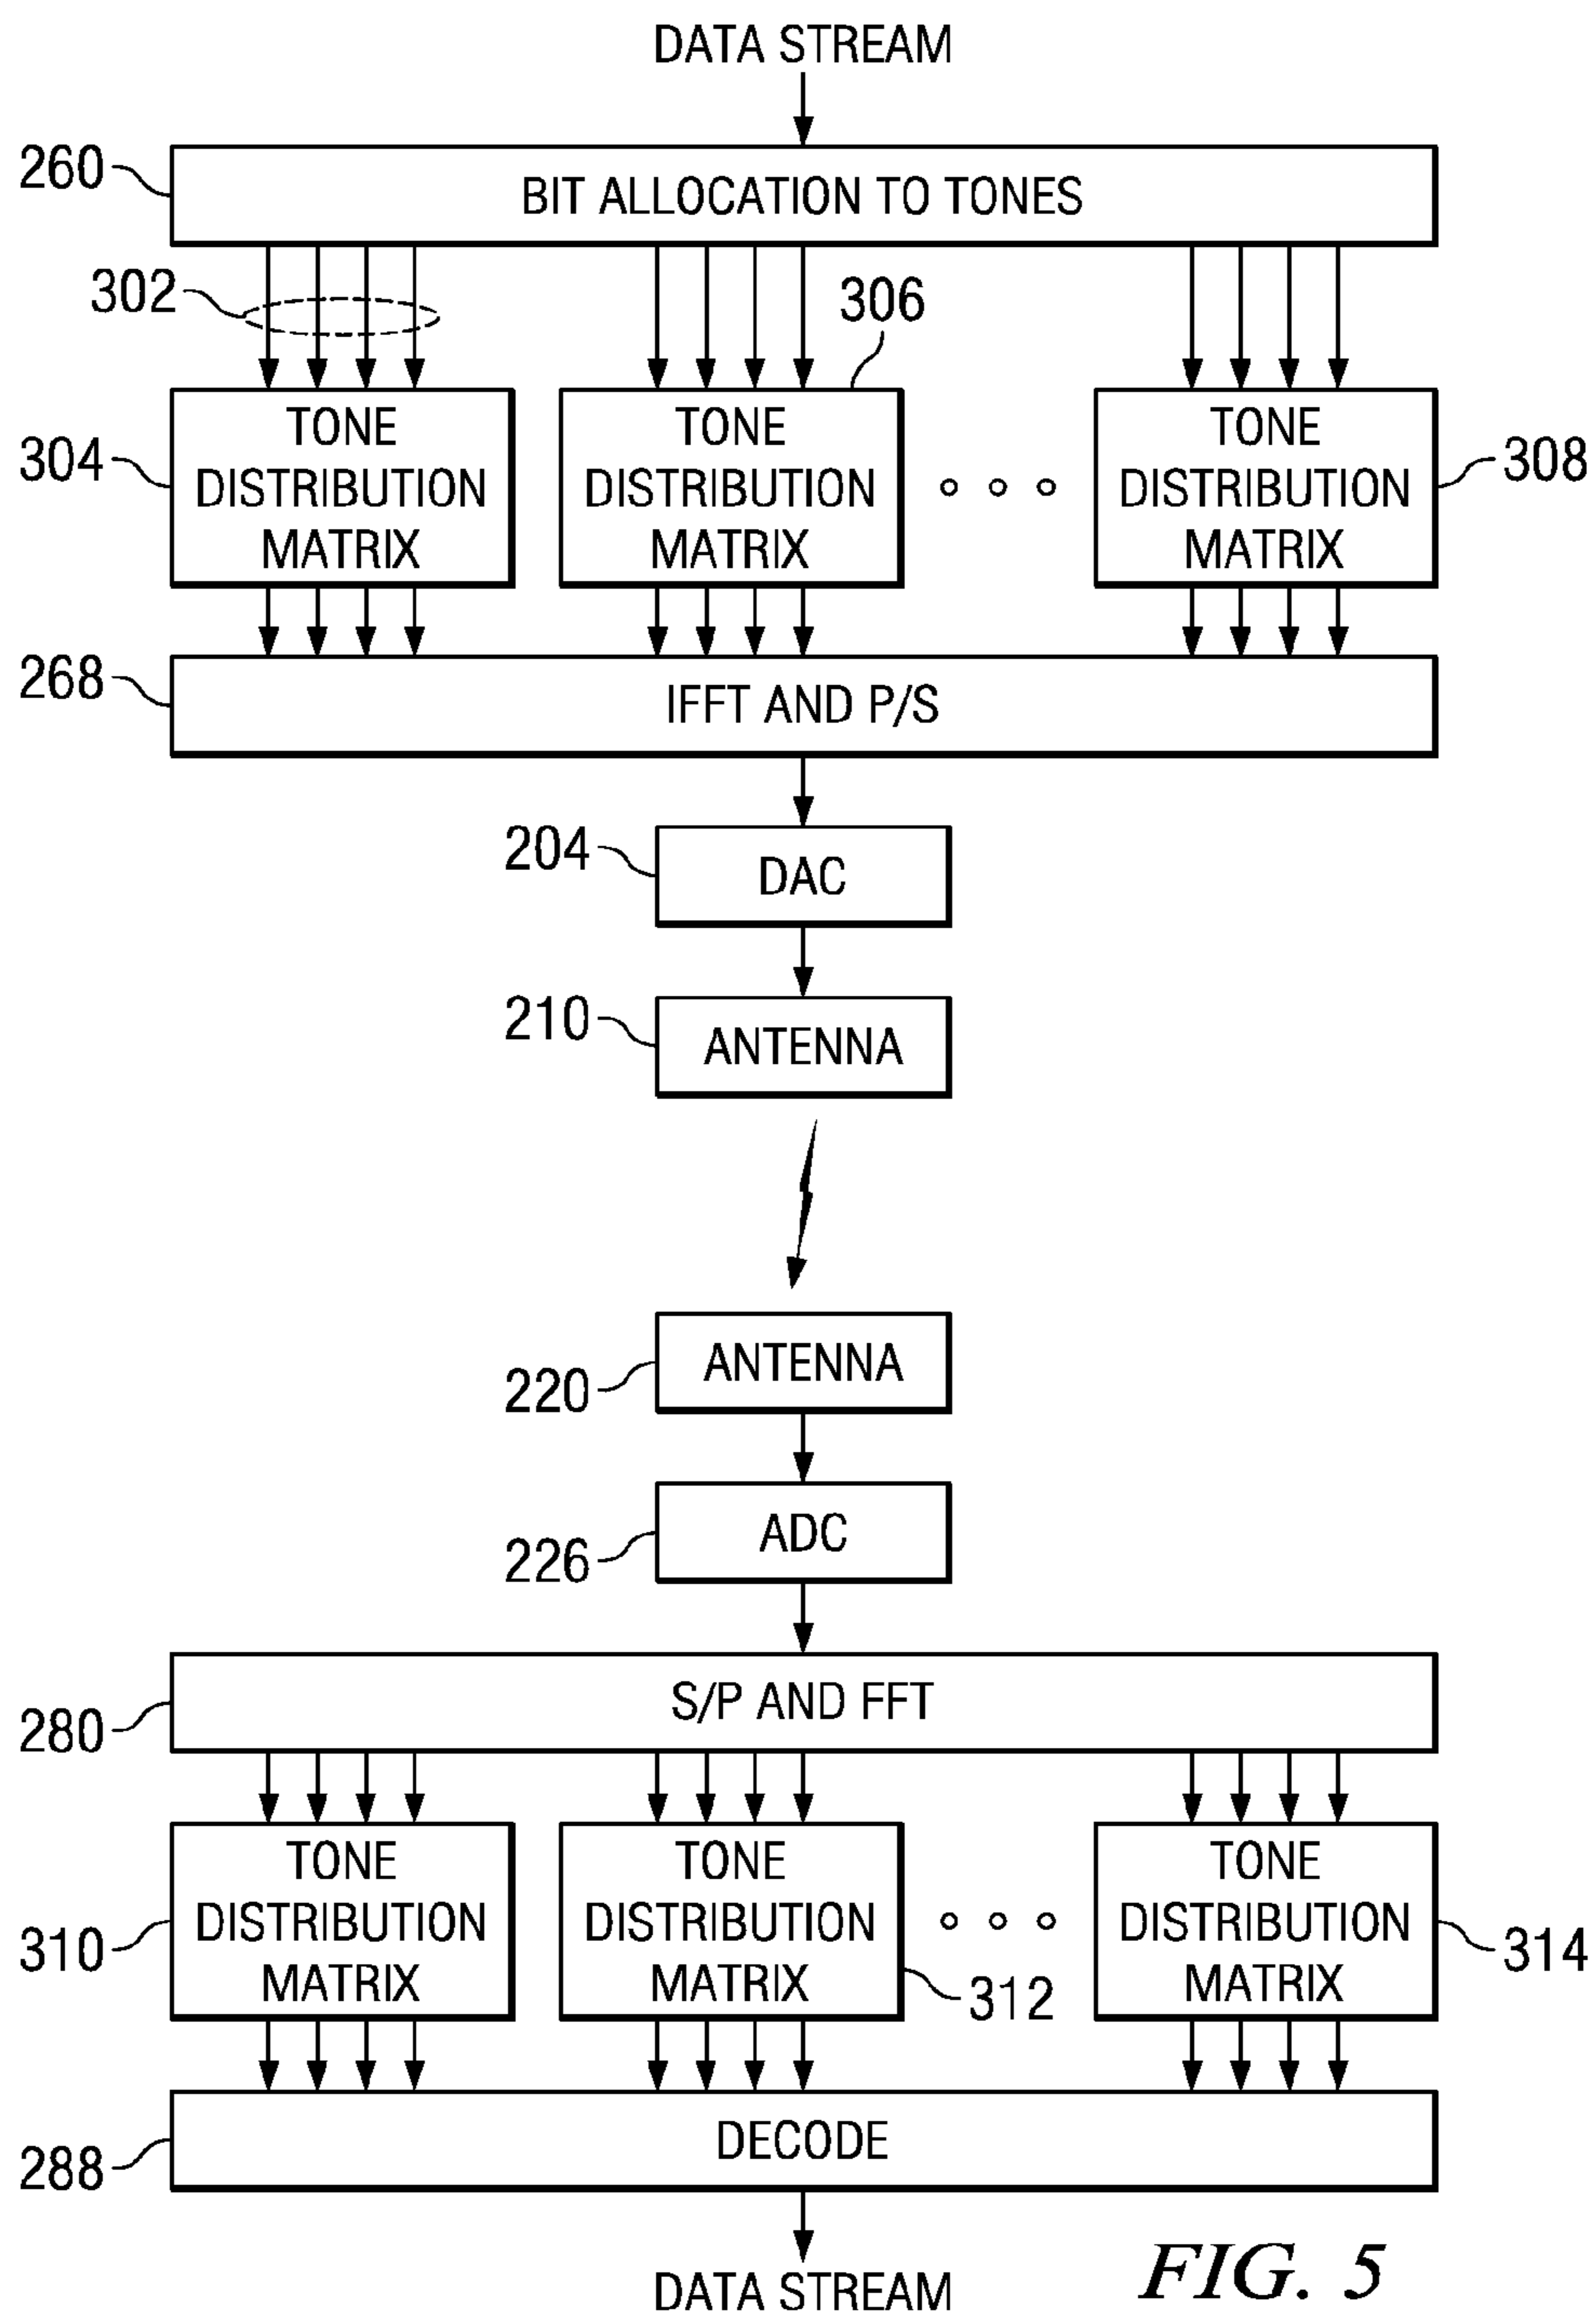 DATA STREAM
260
BIT ALLOCATION TO TONES
302
306
304
TONE
DISTRIBUTION
MATRIX
TONE
DISTRIBUTION
MATRIX
TONE
DISTRIBUTION
MATRIX
308
268
IFFT AND P/S
204
DAC
210
ANTENNA
220
ANTENNA
226
ADC
280
S/P AND FFT
310
TONE
DISTRIBUTION
MATRIX
TONE
DISTRIBUTION
MATRIX
312
TONE
DISTRIBUTION
MATRIX
314
288
DECODE
DATA STREAM
FIG. 5